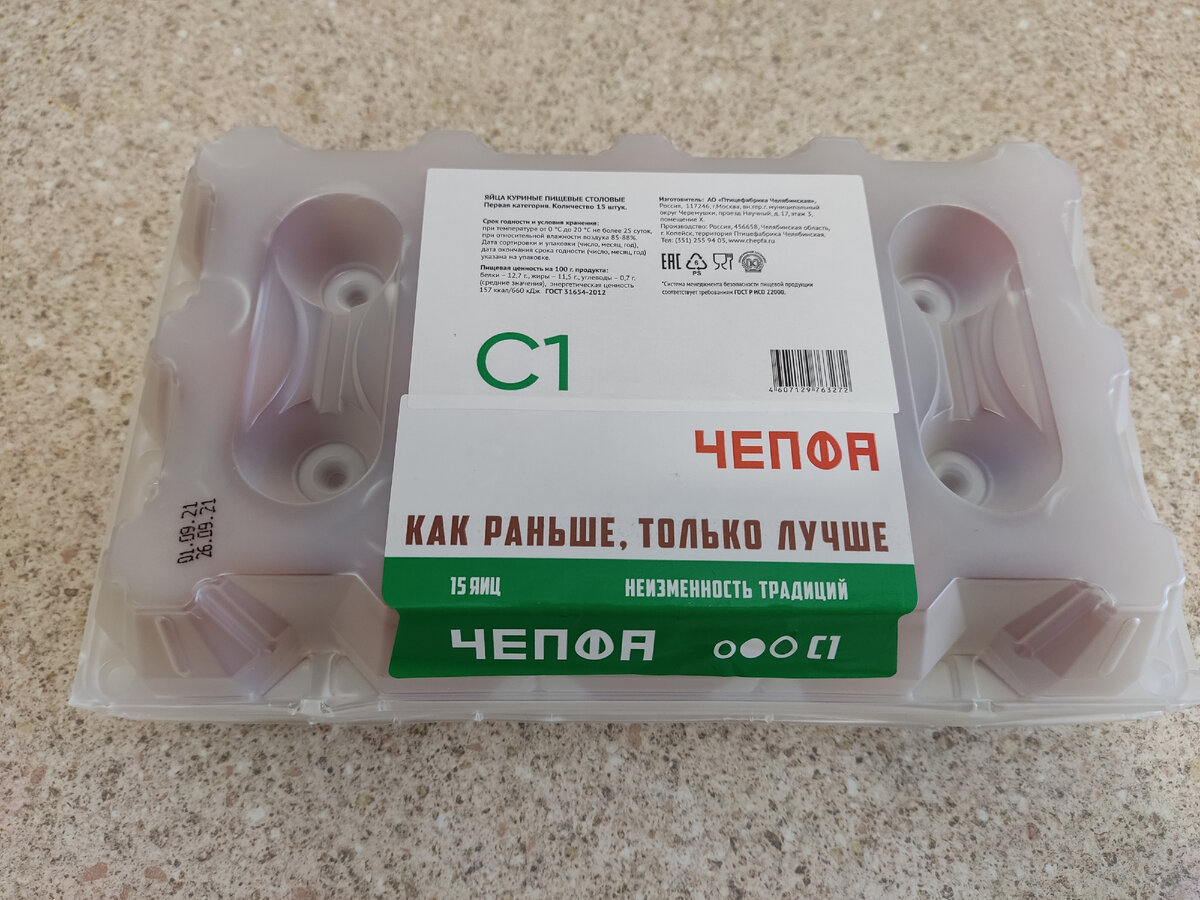 ЯЙЦА КУРИНЫЕ ПИЩЕВЫЕ СТОЛОВЫЕ
Первая категория. Количество 15 штук.
Срок годности и условия хранения:
при температуре от 0 °С до 20 °С не более 25 суток,
при относительной влажности воздуха 85-88%.
Дата сортировки и упаковки (число, месяц, год),
дата окончания срока годности (число, месяц, год)
указана на упаковке.
Пищевая ценность на 100 г. продукта:
белки – 12,7 г., жиры – 11,5 г., углеводы – 0,7 г.
(средние значения), энергетическая ценность
157 ккал/660 кДж. ГОСТ 31654-2012
Изготовитель: АО «Птицефабрика Челябинская»,
Россия, 117246, г.Москва, вн.тер.г. муниципальный
округ Черемушки, проезд Научный, д. 17, этаж 3,
помещение X.
Производство: Россия, 456658, Челябинская область,
г. Копейск, территория Птицефабрика Челябинская.
Тел: (351) 255 94 03, www.chepfa.ru
ЕАС 6
PS
*Система менеджмента безопасности пищевой продукции
соответствует требованиям ГОСТ Р ИСО 22000.
С1
4 607129 763272
ЧЕПФА
КАК РАНЬШЕ, ТОЛЬКО ЛУЧШЕ
01.09.21
26.09.21
15 ЯИЦ НЕИЗМЕННОСТЬ ТРАДИЦИЙ
ЧЕПФА С1